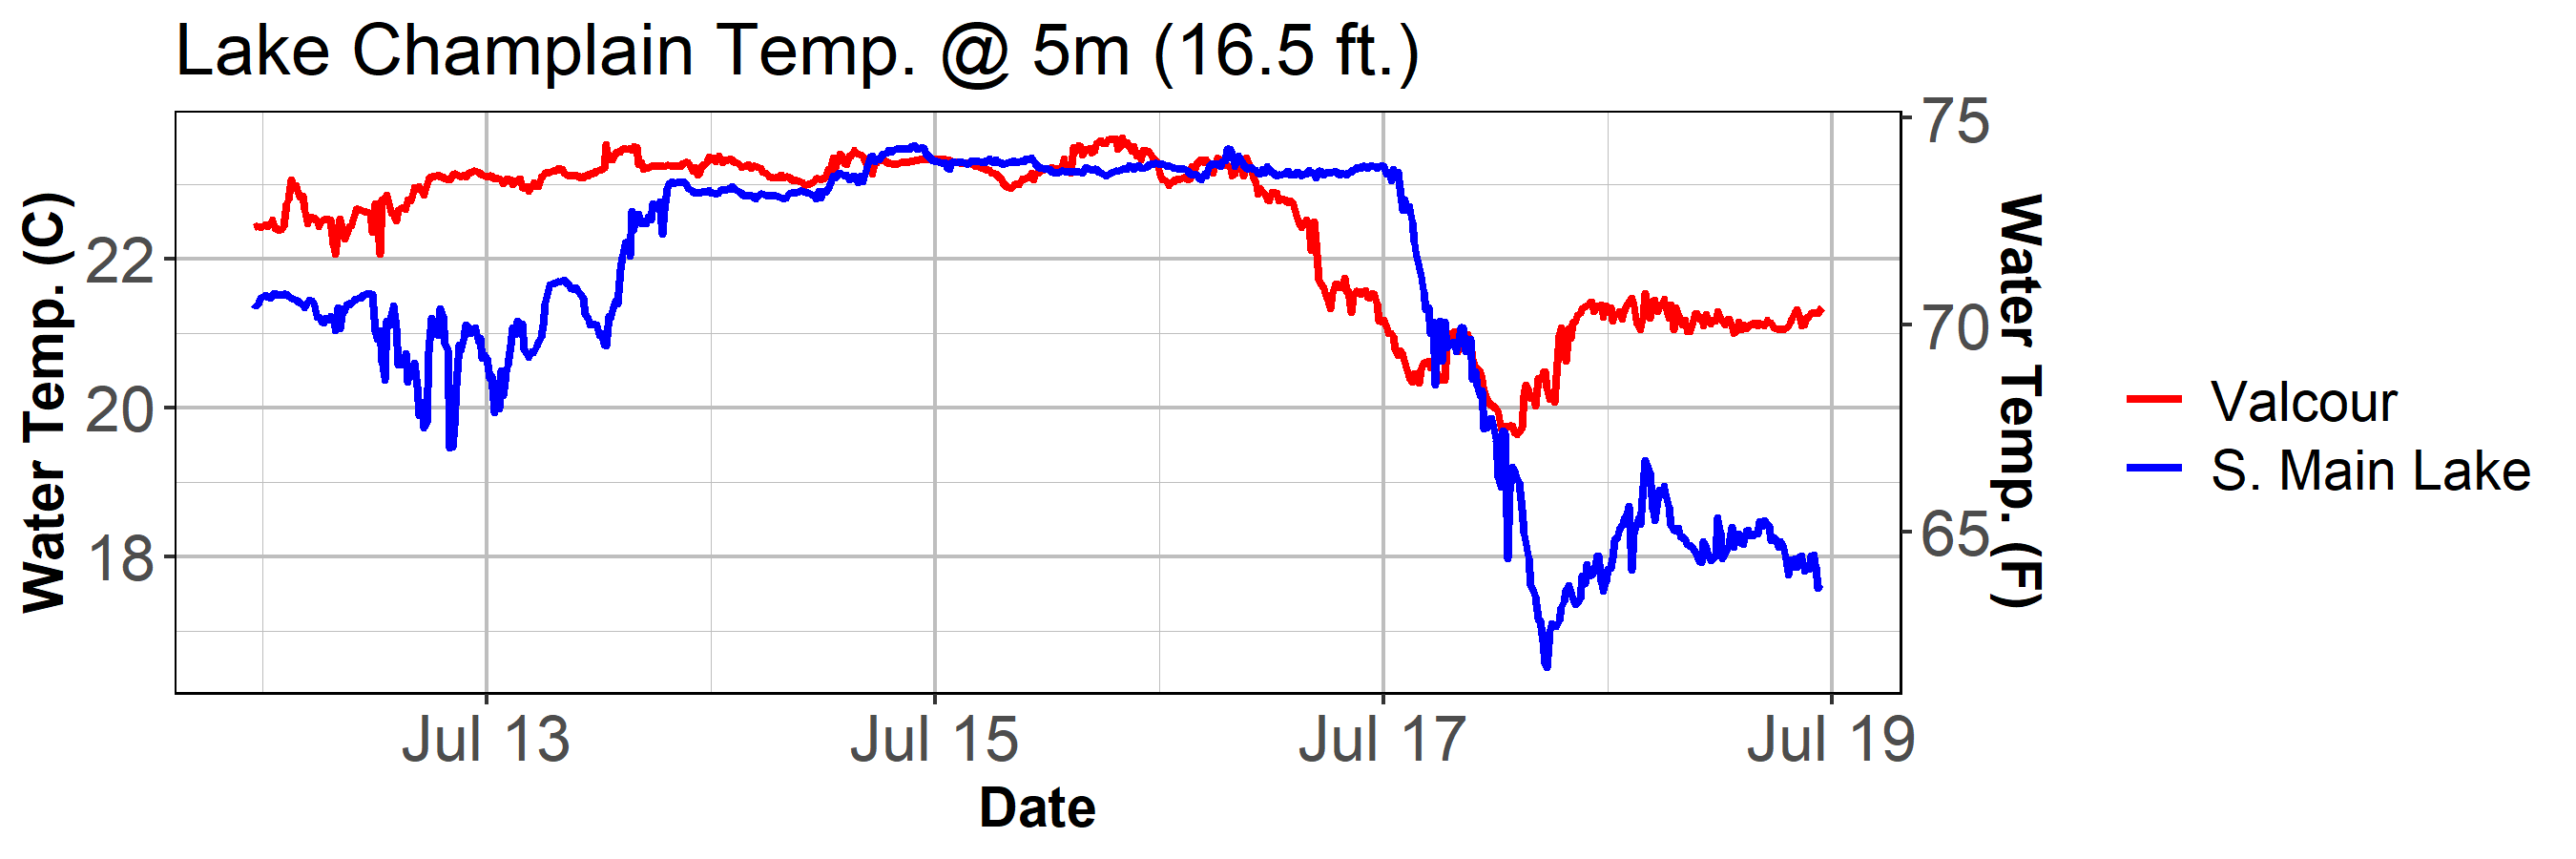 Lake Champlain Temp. @ 5m (16.5 ft.)
Water Temp. (C)
22
20
18
75
70
65
Water Temp. (F)
Jul 13
Jul 15
Jul 17
Jul 19
Date
Valcour
S. Main Lake